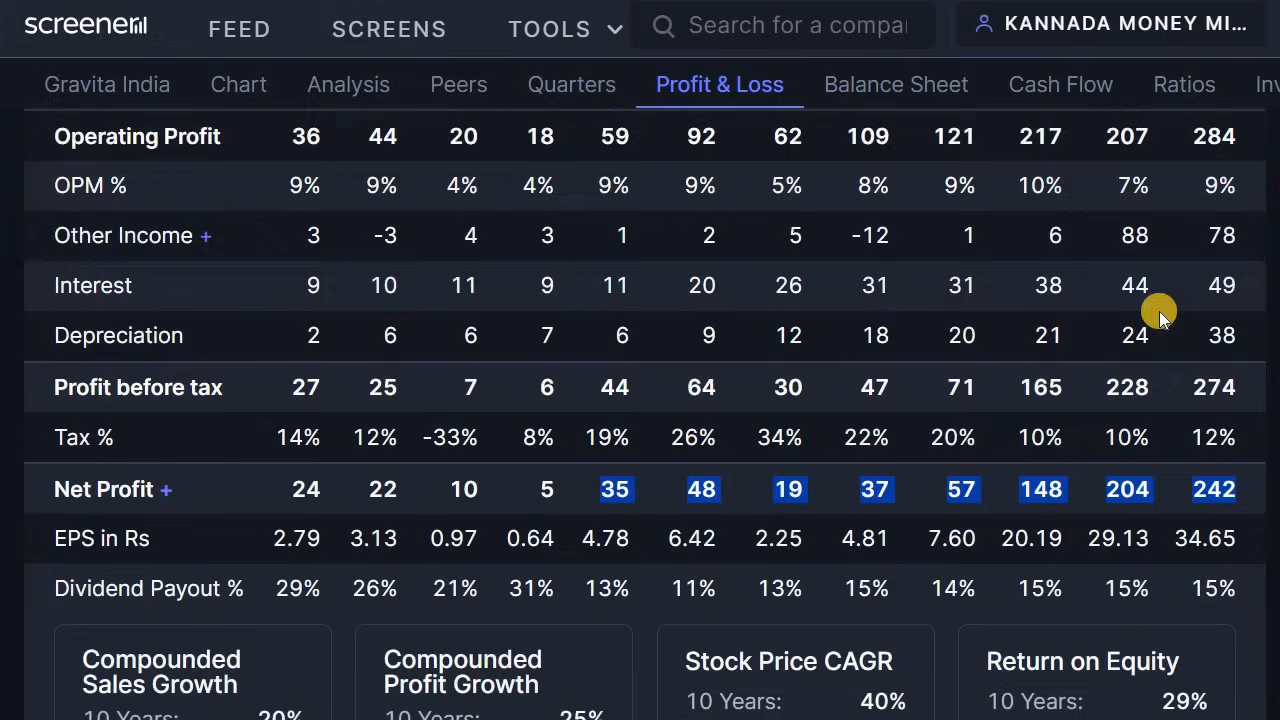 screener FEED SCREENS TOOLS Search for a compar KANNADA MONEY MI...
Gravita India Chart Analysis Peers Quarters Profit & Loss Balance Sheet Cash Flow Ratios Inv
Operating Profit 36 44 20 18 59 92 62 109 121 217 207 284
OPM % 9% 9% 4% 4% 9% 9% 5% 8% 9% 10% 7% 9%
Other Income + 3 -3 4 3 1 2 5 -12 1 6 88 78
Interest 9 10 11 9 11 20 26 31 31 38 44 49
Depreciation 2 6 6 7 6 9 12 18 20 21 24 38
Profit before tax 27 25 7 6 44 64 30 47 71 165 228 274
Tax % 14% 12% -33% 8% 19% 26% 34% 22% 20% 10% 10% 12%
Net Profit + 24 22 10 5 35 48 19 37 57 148 204 242
EPS in Rs 2.79 3.13 0.97 0.64 4.78 6.42 2.25 4.81 7.60 20.19 29.13 34.65
Dividend Payout % 29% 26% 21% 31% 13% 11% 13% 15% 14% 15% 15% 15%
Compounded
Sales Growth
10 Years: 20%
Compounded
Profit Growth
10 Years: 25%
Stock Price CAGR
10 Years: 40%
Return on Equity
10 Years: 29%